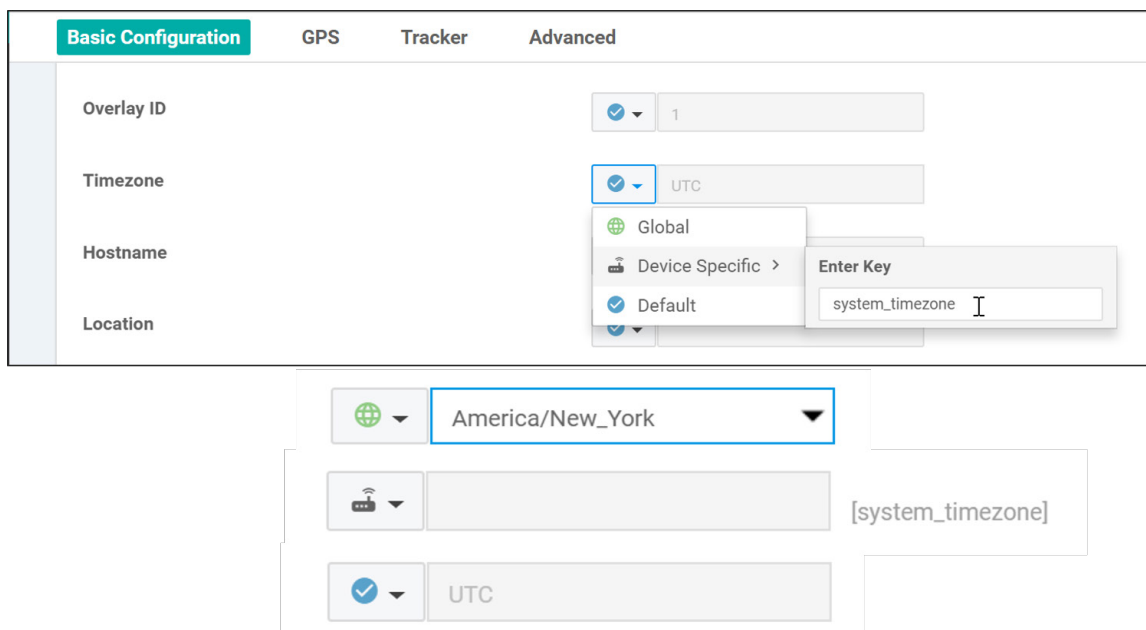 Basic Configuration GPS Tracker Advanced
Overlay ID 1
Timezone UTC
Global
Hostname
Device Specific > Enter Key
Default system_timezone
Location
America/New_York
[system_timezone]
UTC